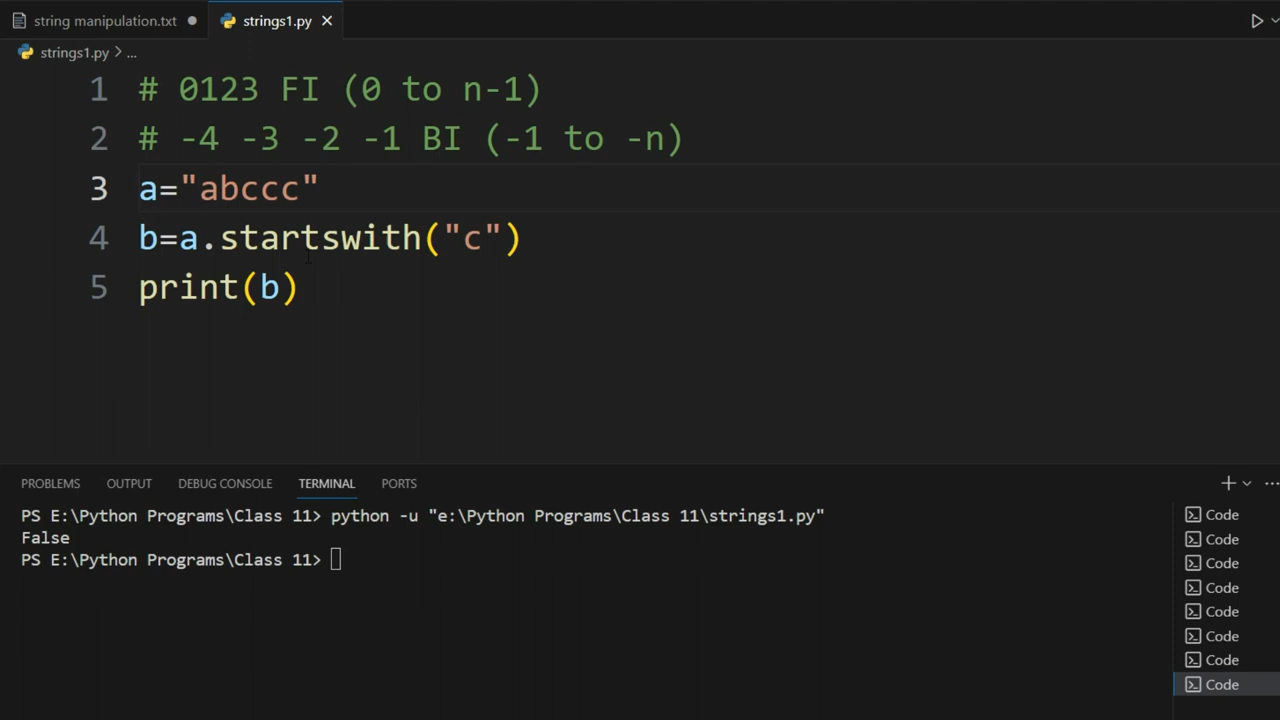 string manipulation.txt
strings1.py
strings1.py > ...
1 # 0123 FI (0 to n-1)
2 # -4 -3 -2 -1 BI (-1 to -n)
3 a="abccc"
4 b=a.startswith("c")
5 print(b)
PROBLEMS OUTPUT DEBUG CONSOLE TERMINAL PORTS
PS E:\Python Programs\Class 11> python -u "e:\Python Programs\Class 11\strings1.py"
False
PS E:\Python Programs\Class 11>
Code
Code
Code
Code
Code
Code
Code
Code